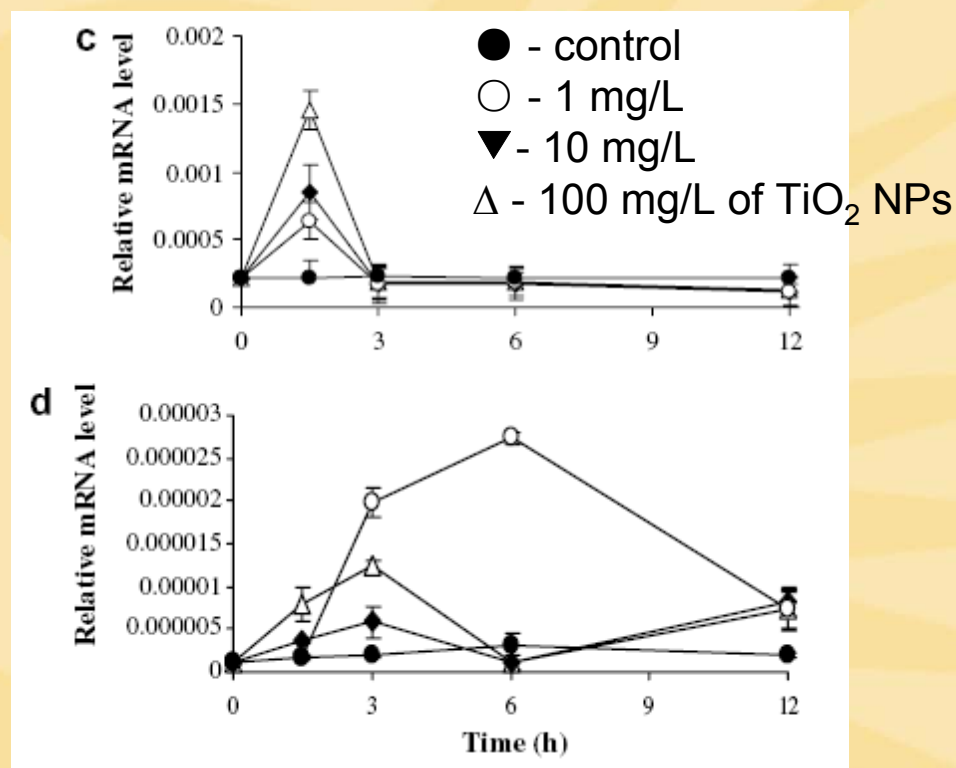 c
Relative mRNA level
0.002
0.0015
0.001
0.0005
0
0 3 6 9 12
● - control
○ - 1 mg/L
▼- 10 mg/L
Δ - 100 mg/L of TiO₂ NPs
d
Relative mRNA level
0.00003
0.000025
0.00002
0.000015
0.00001
0.000005
0
0 3 6 9 12
Time (h)